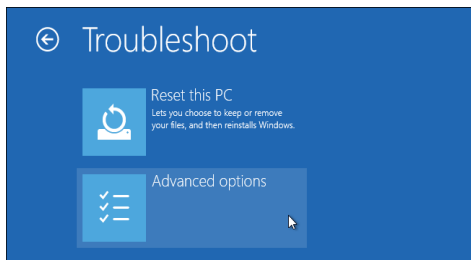 Troubleshoot
Reset this PC
Lets you choose to keep or remove
your files, and then reinstalls Windows.
Advanced options